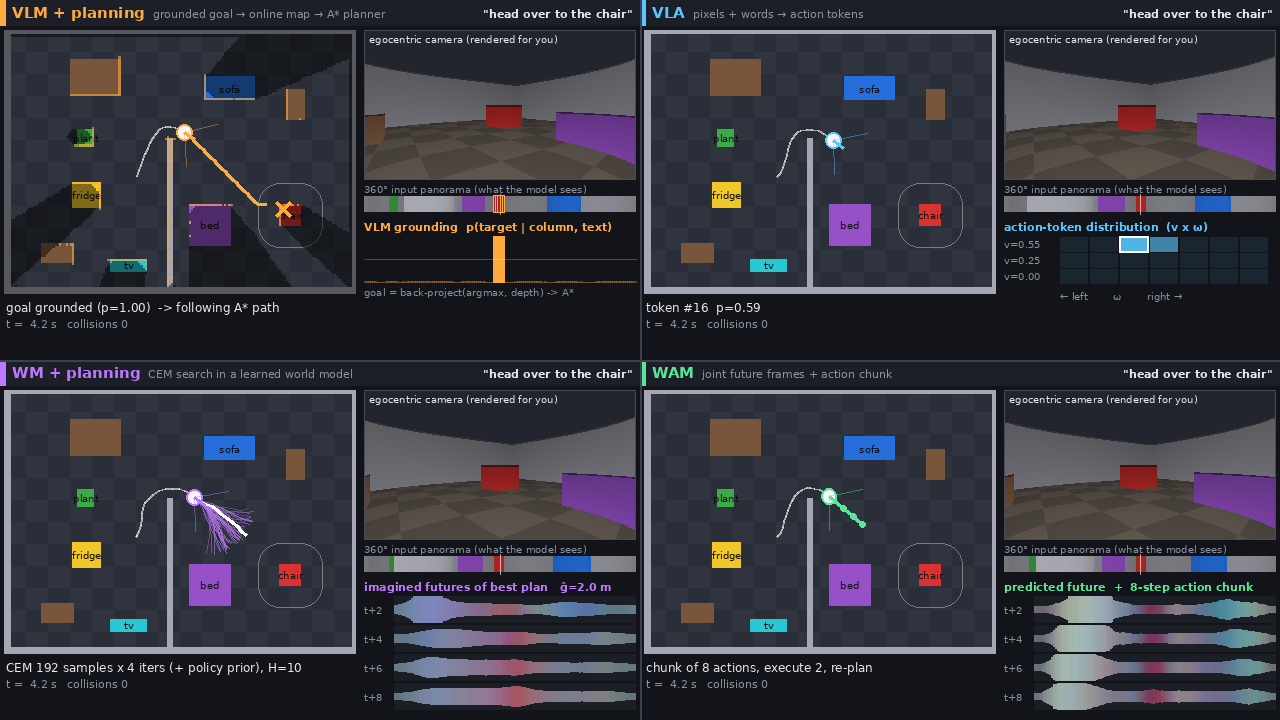 VLM + planning grounded goal → online map → A* planner "head over to the chair"
egocentric camera (rendered for you)
sofa
plant
fridge
bed
chair
tv
360° input panorama (what the model sees)
VLM grounding p(target | column, text)
goal = back-project(argmax, depth) -> A*
goal grounded (p=1.00) -> following A* path
t = 4.2 s collisions 0
VLA pixels + words → action tokens "head over to the chair"
egocentric camera (rendered for you)
sofa
plant
fridge
bed
chair
tv
360° input panorama (what the model sees)
action-token distribution (v x ω)
v=0.55
v=0.25
v=0.00
← left ω right →
token #16 p=0.59
t = 4.2 s collisions 0
WM + planning CEM search in a learned world model "head over to the chair"
egocentric camera (rendered for you)
sofa
plant
fridge
bed
chair
tv
360° input panorama (what the model sees)
imagined futures of best plan ĝ=2.0 m
t+2
t+4
t+6
t+8
CEM 192 samples x 4 iters (+ policy prior), H=10
t = 4.2 s collisions 0
WAM joint future frames + action chunk "head over to the chair"
egocentric camera (rendered for you)
sofa
plant
fridge
bed
chair
tv
360° input panorama (what the model sees)
predicted future + 8-step action chunk
t+2
t+4
t+6
t+8
chunk of 8 actions, execute 2, re-plan
t = 4.2 s collisions 0